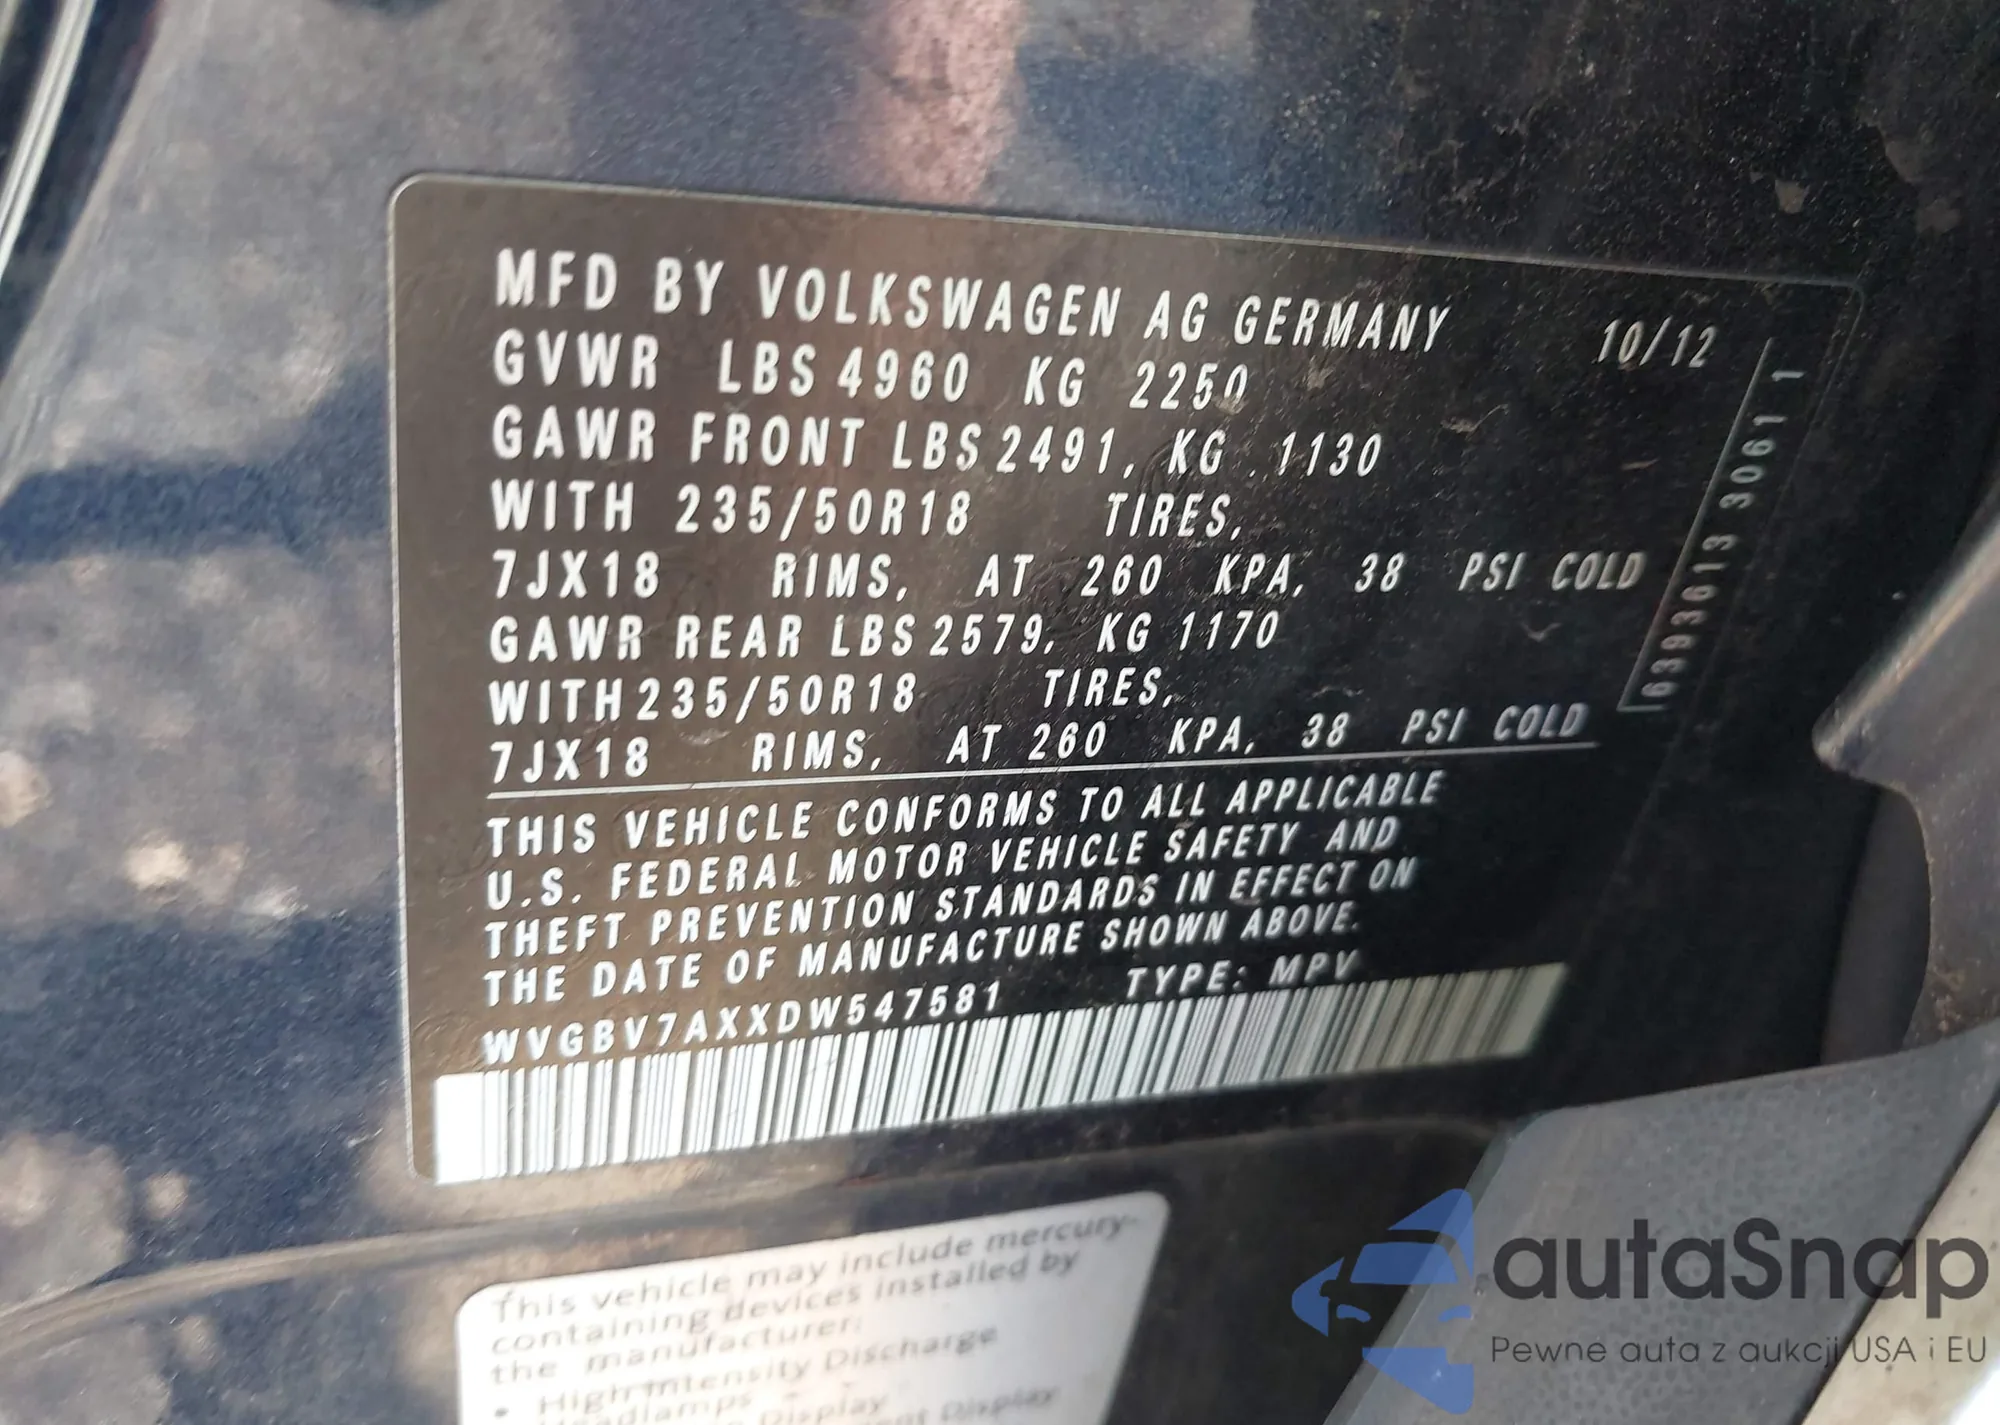 MFD BY VOLKSWAGEN AG GERMANY 10/12
GVWR LBS 4960 KG 2250
GAWR FRONT LBS 2491, KG 1130
WITH 235/50R18 TIRES,
7JX18 RIMS, AT 260 KPA, 38 PSI COLD
GAWR REAR LBS 2579, KG 1170
WITH 235/50R18 TIRES,
7JX18 RIMS, AT 260 KPA, 38 PSI COLD
6393613 3061 1
THIS VEHICLE CONFORMS TO ALL APPLICABLE
U.S. FEDERAL MOTOR VEHICLE SAFETY AND
THEFT PREVENTION STANDARDS IN EFFECT ON
THE DATE OF MANUFACTURE SHOWN ABOVE.
WVGBV7AXXDW547581 TYPE: MPV
This vehicle may include mercury-
containing devices installed by
the manufacturer:
• High Intensity Discharge
Headlamps
Display
Display
autaSnap
Pewne auta z aukcji USA i EU